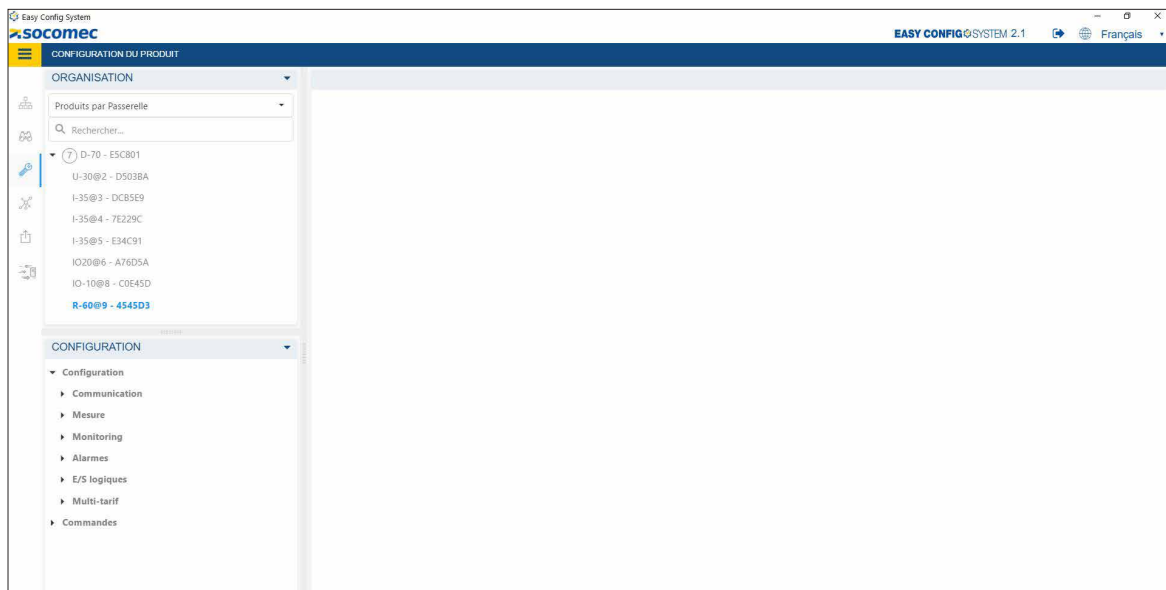 Easy Config System
socomec
EASY CONFIG SYSTEM 2.1
Français
CONFIGURATION DU PRODUIT
ORGANISATION
Produits par Passerelle
Rechercher...
7 D-70 - E5C801
U-30@2 - D503BA
I-35@3 - DCB5E9
I-35@4 - 7E229C
I-35@5 - E34C91
IO20@6 - A76D5A
IO-10@8 - C0E45D
R-60@9 - 4545D3
CONFIGURATION
Configuration
Communication
Mesure
Monitoring
Alarmes
E/S logiques
Multi-tarif
Commandes